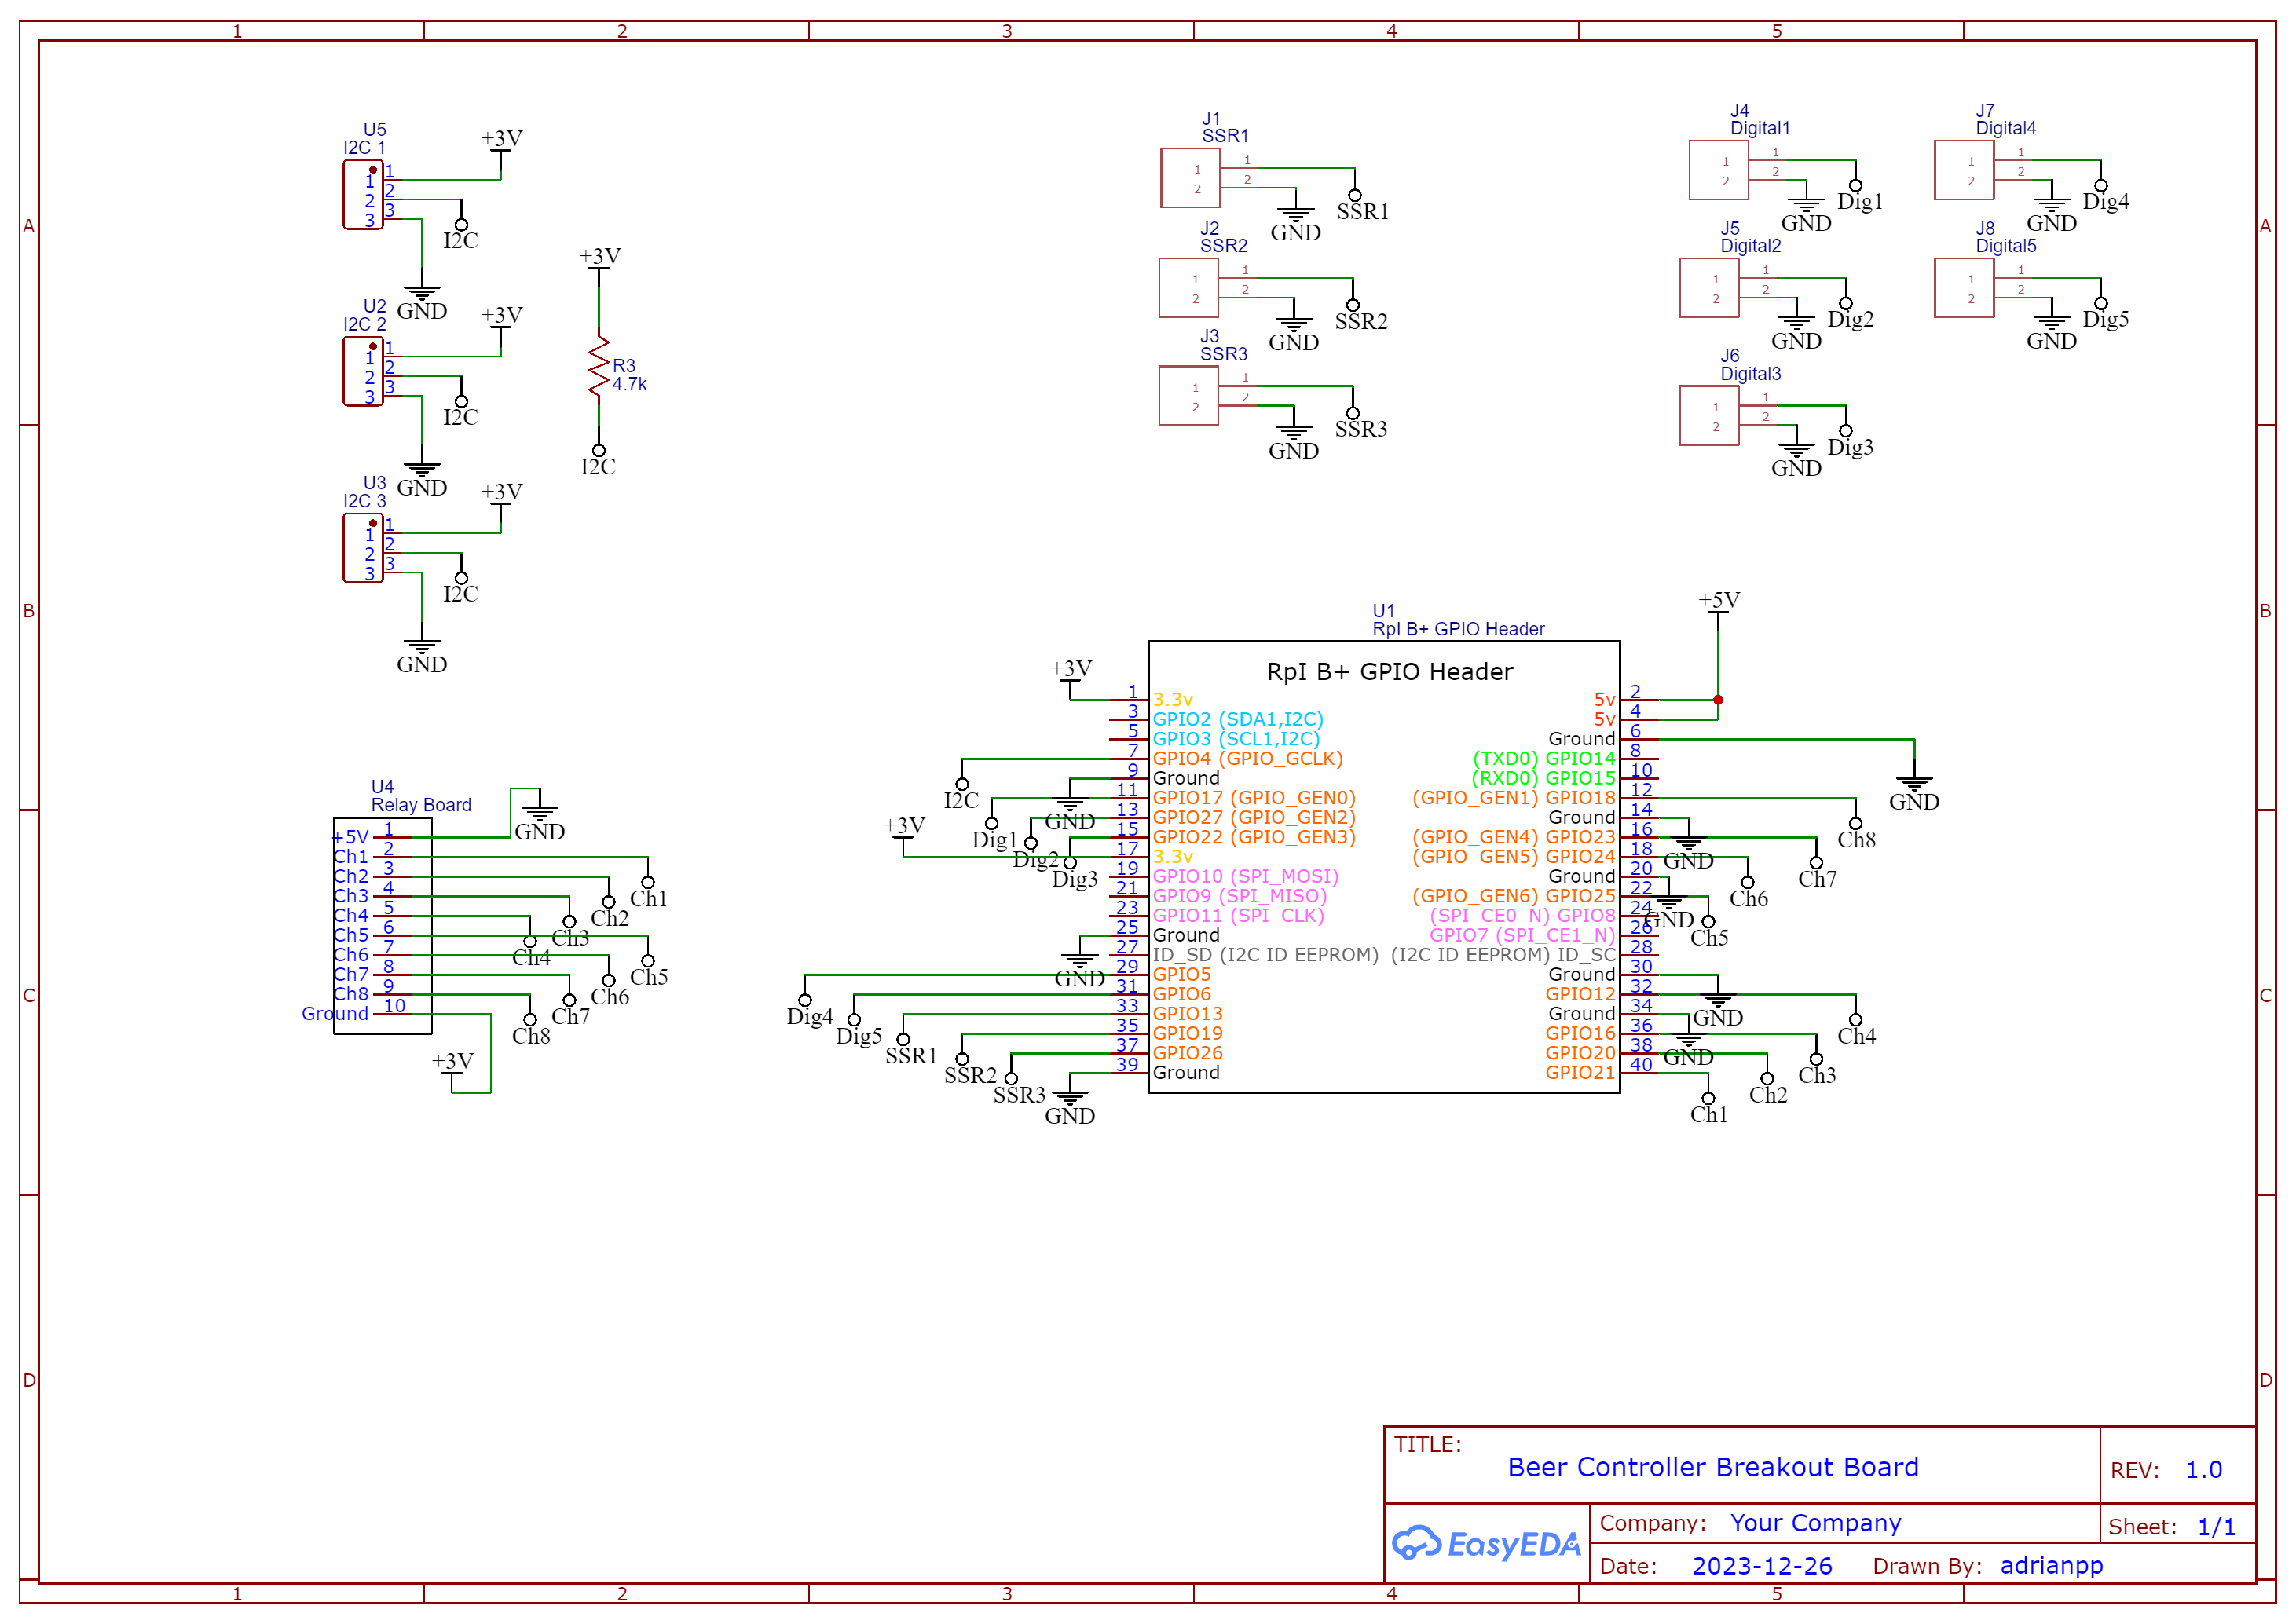 1 2 3 4 5
A A
B B
C C
D D
U5
I2C 1
1 1
2 2
3 3
+3V
I2C
GND
U2
I2C 2
1 1
2 2
3 3
+3V
I2C
GND
U3
I2C 3
1 1
2 2
3 3
+3V
I2C
GND
+3V
R3
4.7k
I2C
J1
SSR1
1 1
2 2
GND
SSR1
J2
SSR2
1 1
2 2
GND
SSR2
J3
SSR3
1 1
2 2
GND
SSR3
J4
Digital1
1 1
2 2
GND
Dig1
J5
Digital2
1 1
2 2
GND
Dig2
J6
Digital3
1 1
2 2
GND
Dig3
J7
Digital4
1 1
2 2
GND
Dig4
J8
Digital5
1 1
2 2
GND
Dig5
U4
Relay Board
+5V 1
Ch1 2
Ch2 3
Ch3 4
Ch4 5
Ch5 6
Ch6 7
Ch7 8
Ch8 9
Ground 10
GND
Ch1
Ch2
Ch3
Ch4
Ch5
Ch6
Ch7
Ch8
+3V
U1
RpI B+ GPIO Header
RpI B+ GPIO Header
1 3.3v 5v 2
3 GPIO2 (SDA1,I2C) 5v 4
5 GPIO3 (SCL1,I2C) Ground 6
7 GPIO4 (GPIO_GCLK) (TXD0) GPIO14 8
9 Ground (RXD0) GPIO15 10
11 GPIO17 (GPIO_GEN0) (GPIO_GEN1) GPIO18 12
13 GPIO27 (GPIO_GEN2) Ground 14
15 GPIO22 (GPIO_GEN3) (GPIO_GEN4) GPIO23 16
17 3.3v (GPIO_GEN5) GPIO24 18
19 GPIO10 (SPI_MOSI) Ground 20
21 GPIO9 (SPI_MISO) (GPIO_GEN6) GPIO25 22
23 GPIO11 (SPI_CLK) (SPI_CE0_N) GPIO8 24
25 Ground GPIO7 (SPI_CE1_N) 26
27 ID_SD (I2C ID EEPROM) (I2C ID EEPROM) ID_SC 28
29 GPIO5 Ground 30
31 GPIO6 GPIO12 32
33 GPIO13 Ground 34
35 GPIO19 GPIO16 36
37 GPIO26 GPIO20 38
39 Ground GPIO21 40
+3V
I2C
GND
Dig1
Dig2
Dig3
+3V
GND
Dig4
Dig5
SSR1
SSR2
SSR3
GND
+5V
GND
Ch8
GND
Ch7
Ch6
GND
Ch5
GND
Ch4
GND
Ch3
Ch2
Ch1
TITLE:
Beer Controller Breakout Board
REV: 1.0
EasyEDA
Company: Your Company
Sheet: 1/1
Date: 2023-12-26 Drawn By: adrianpp
1 2 3 4 5